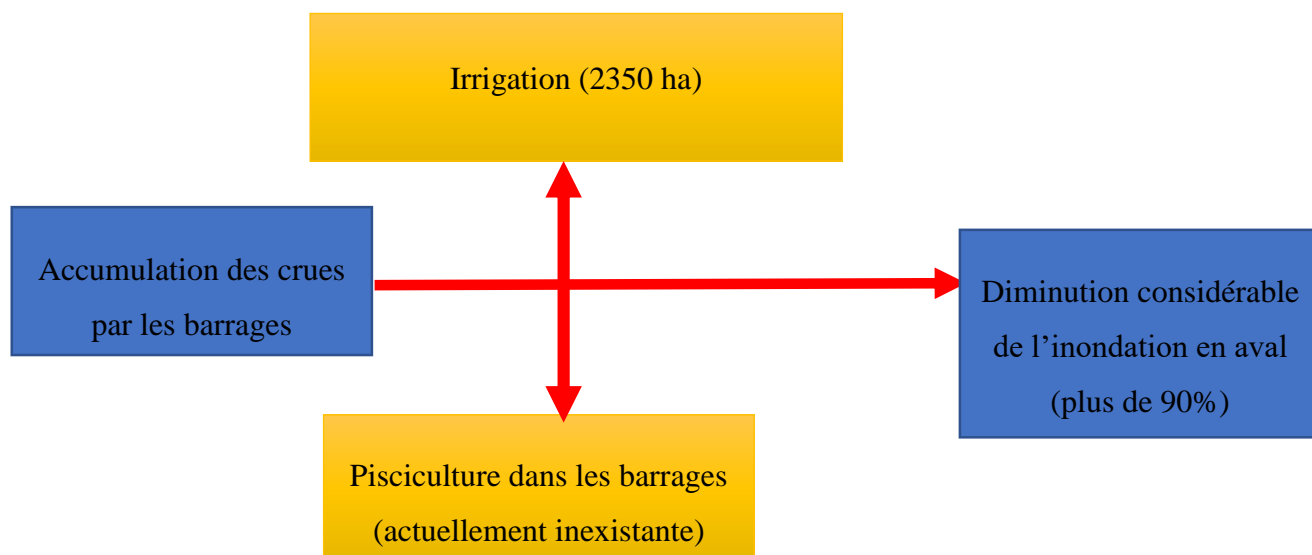 Irrigation (2350 ha)
Accumulation des crues
par les barrages
Diminution considérable
de l’inondation en aval
(plus de 90%)
Pisciculture dans les barrages
(actuellement inexistante)